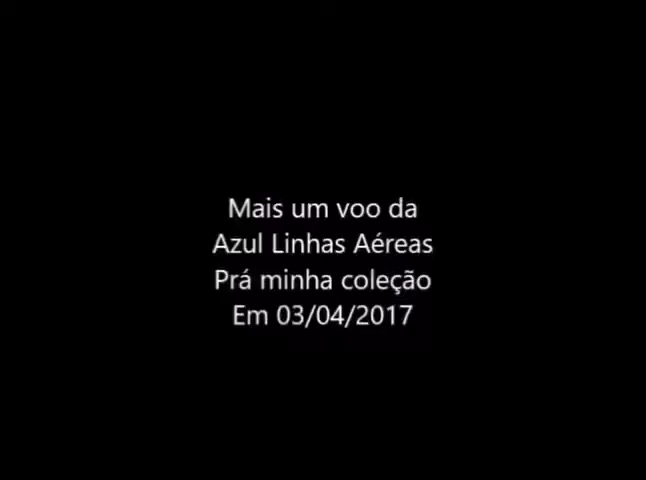 Mais um voo da
Azul Linhas Aéreas
Prá minha coleção
Em 03/04/2017